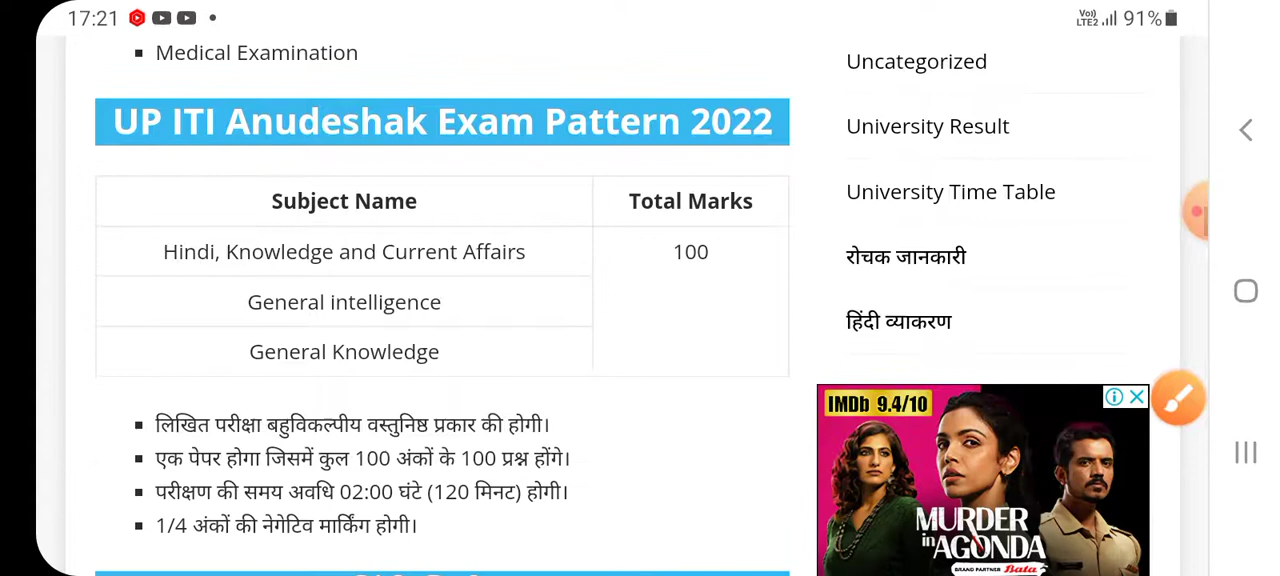 17:21
Vo)) LTE2 91%
Medical Examination
UP ITI Anudeshak Exam Pattern 2022
Subject Name Total Marks
Hindi, Knowledge and Current Affairs 100
General intelligence
General Knowledge
लिखित परीक्षा बहुविकल्पीय वस्तुनिष्ठ प्रकार की होगी।
एक पेपर होगा जिसमें कुल 100 अंकों के 100 प्रश्न होंगे।
परीक्षण की समय अवधि 02:00 घंटे (120 मिनट) होगी।
1/4 अंकों की नेगेटिव मार्किंग होगी।
Uncategorized
University Result
University Time Table
रोचक जानकारी
हिंदी व्याकरण
IMDb 9.4/10
MURDER
in AGONDA
BRAND PARTNER Bata